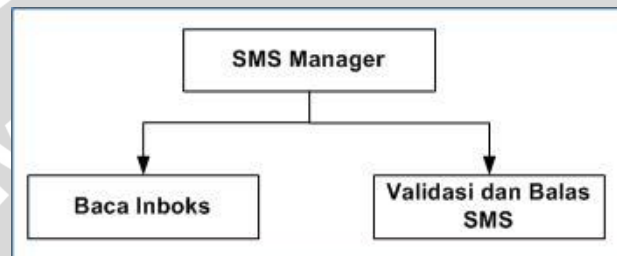 SMS Manager
Baca Inboks
Validasi dan Balas
SMS